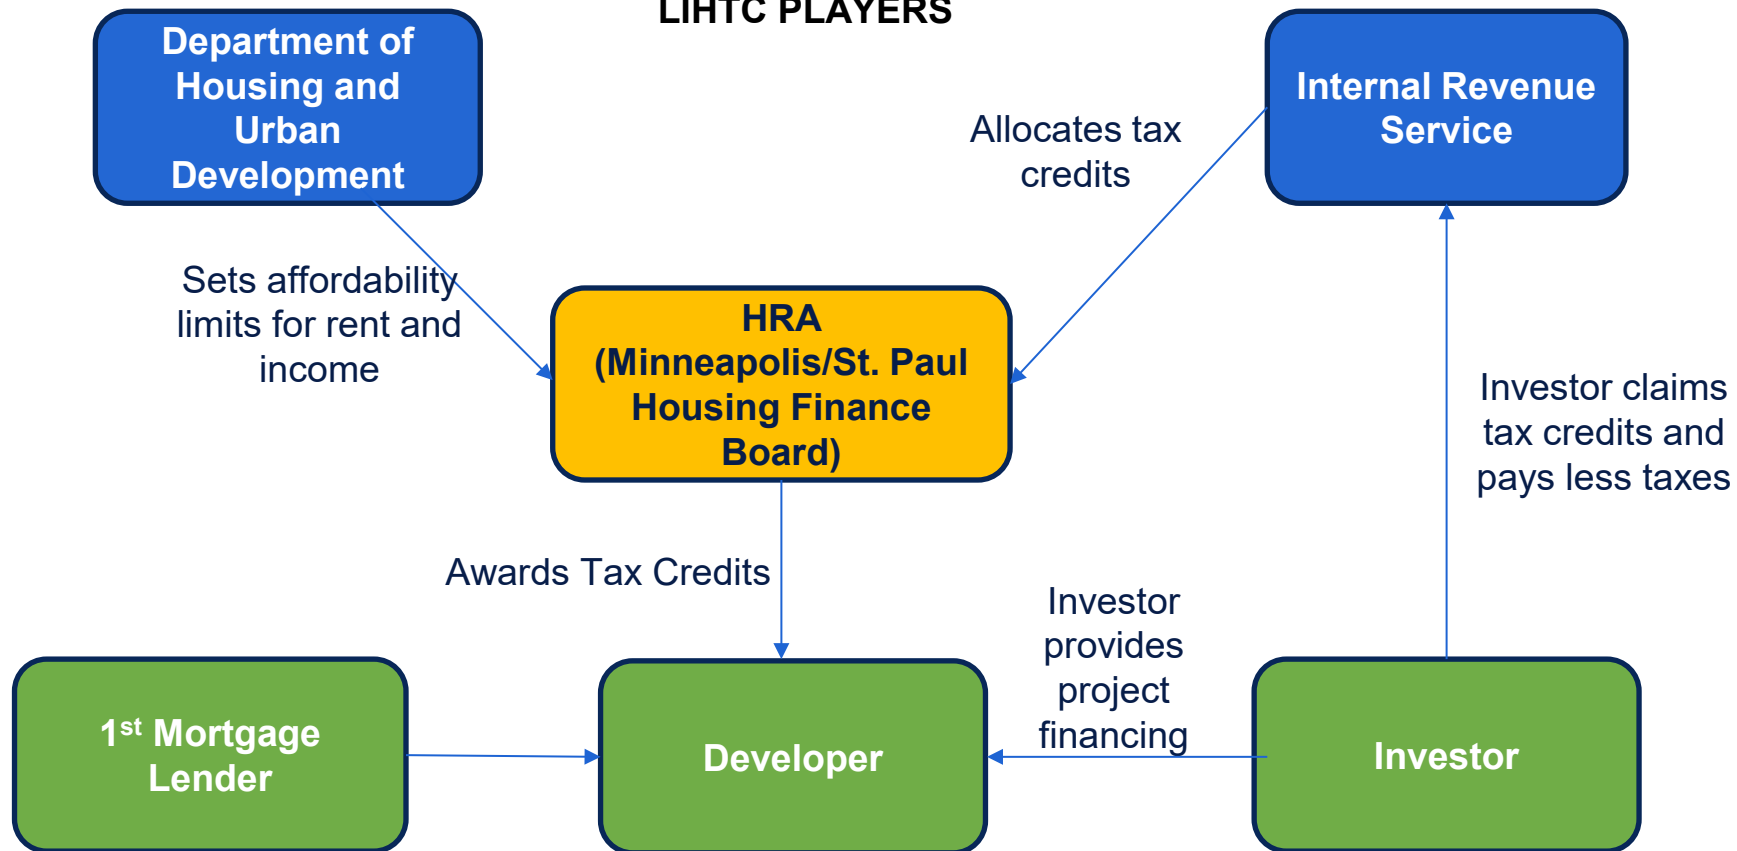 LIHTC PLAYERS
Department of
Housing and
Urban
Development
Internal Revenue
Service
Allocates tax
credits
Sets affordability
limits for rent and
income
HRA
(Minneapolis/St. Paul
Housing Finance
Board)
Investor claims
tax credits and
pays less taxes
Awards Tax Credits
Investor
provides
project
financing
1st Mortgage
Lender
Developer
Investor